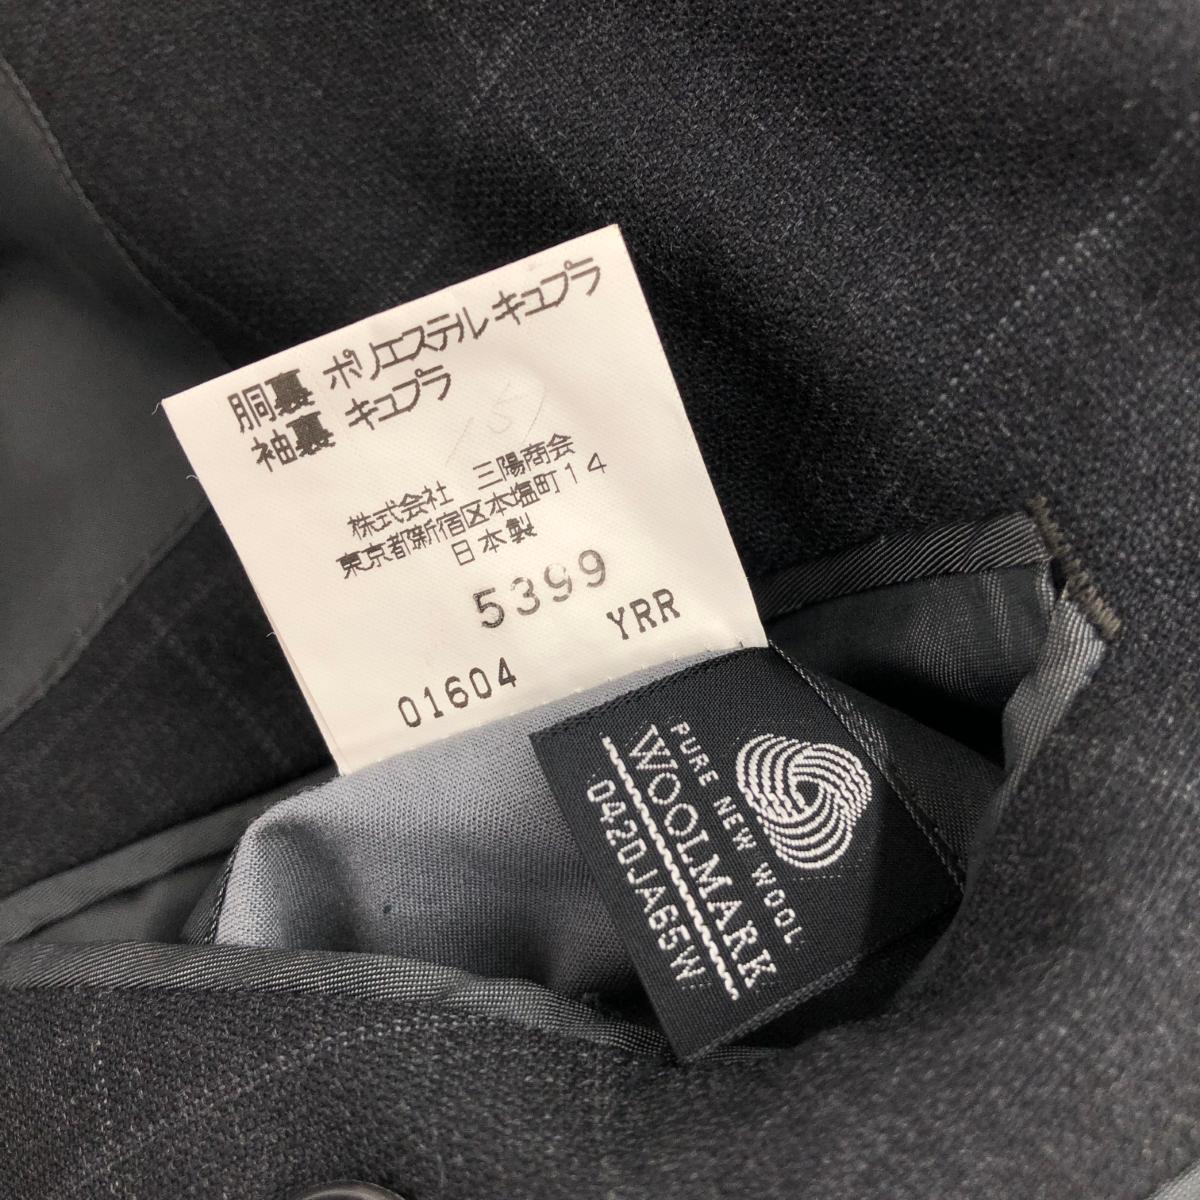 胴裏 ポリエステル キュプラ
袖裏 キュプラ
株式会社 三陽商会
東京都新宿区本塩町14
日本製
5399
YRR
01604
PURE NEW WOOL
WOOLMARK
0420JA65W